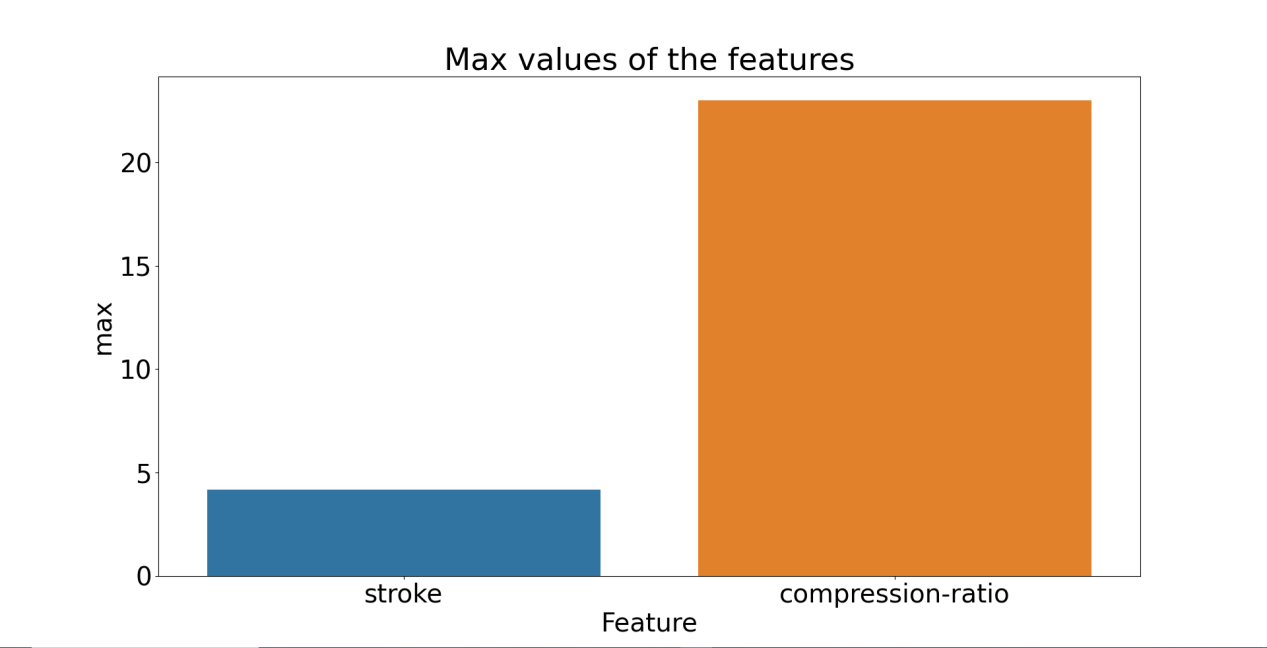 Max values of the features
20
15
10
5
0
max
stroke
compression-ratio
Feature